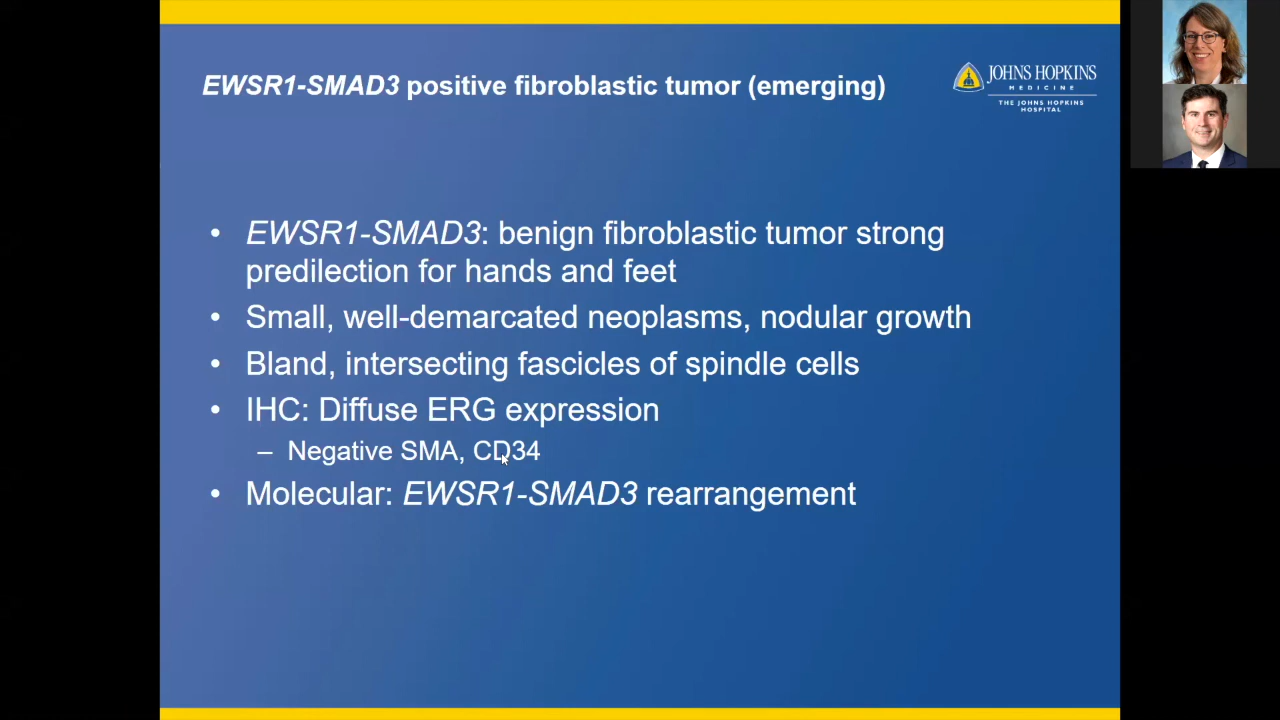 EWSR1-SMAD3 positive fibroblastic tumor (emerging)
JOHNS HOPKINS
MEDICINE
THE JOHNS HOPKINS
HOSPITAL
• EWSR1-SMAD3: benign fibroblastic tumor strong
predilection for hands and feet
• Small, well-demarcated neoplasms, nodular growth
• Bland, intersecting fascicles of spindle cells
• IHC: Diffuse ERG expression
– Negative SMA, CD34
• Molecular: EWSR1-SMAD3 rearrangement